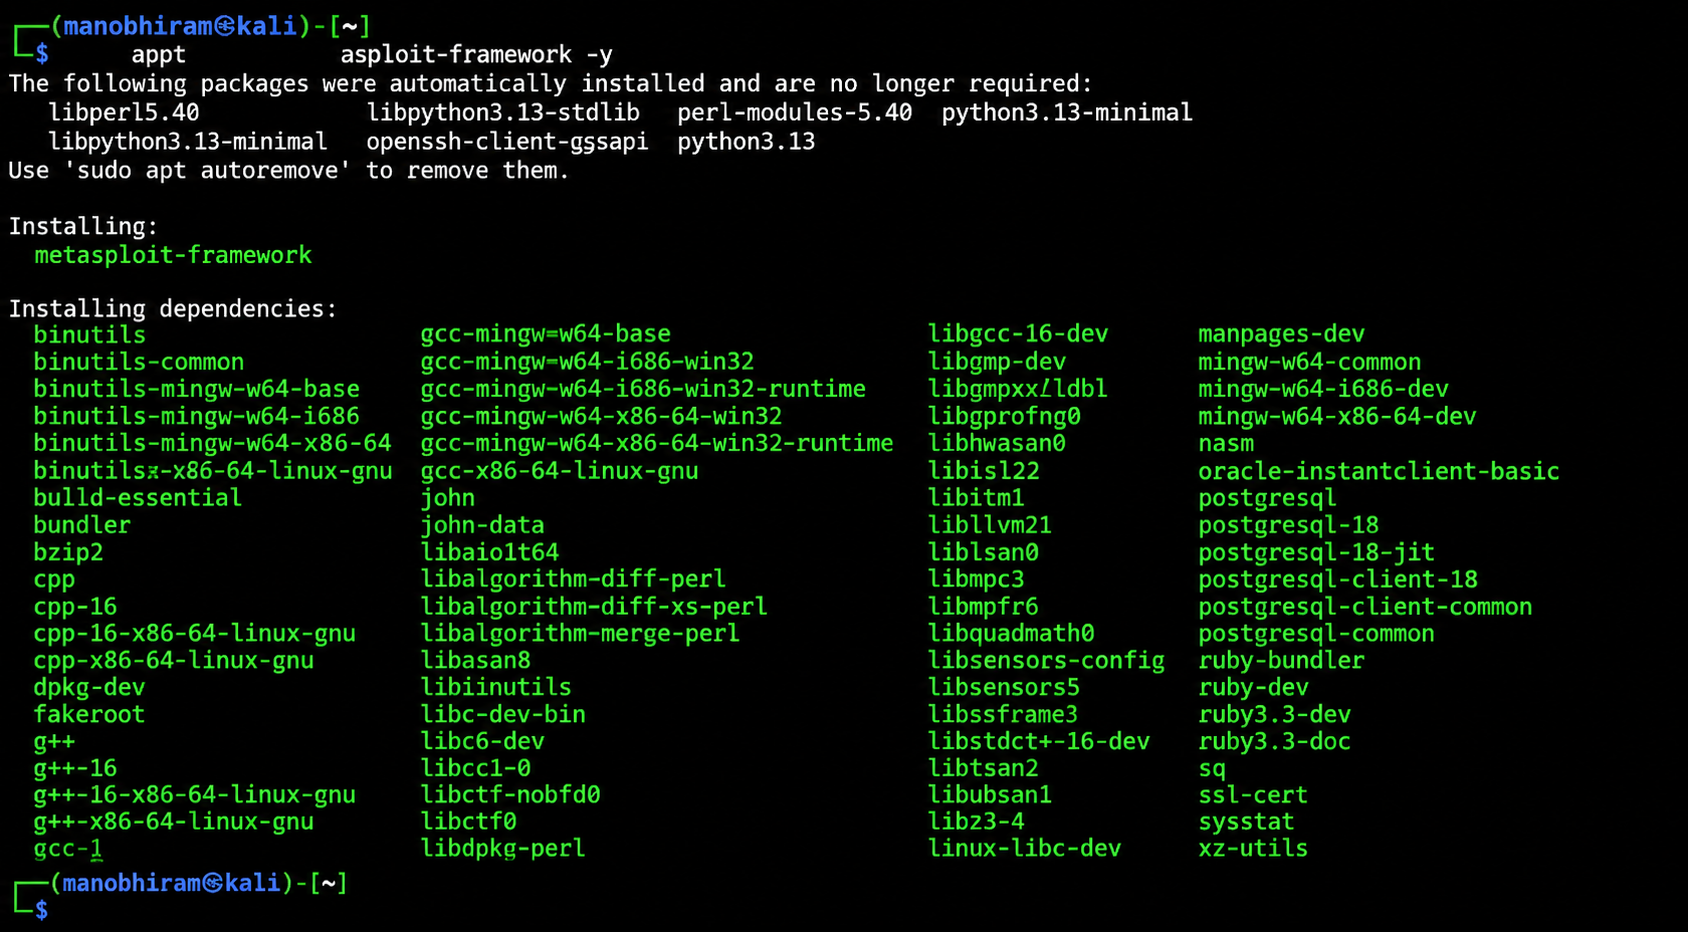 ┌──(manobhiram㉿kali)-[~]
└─$ appt asploit-framework -y
The following packages were automatically installed and are no longer required:
libperl5.40 libpython3.13-stdlib perl-modules-5.40 python3.13-minimal
libpython3.13-minimal openssh-client-gssapi python3.13
Use 'sudo apt autoremove' to remove them.
Installing:
metasploit-framework
Installing dependencies:
binutils gcc-mingw=w64-base libgcc-16-dev manpages-dev
binutils-common gcc-mingw=w64-i686-win32 libgmp-dev mingw-w64-common
binutils-mingw-w64-base gcc-mingw-w64-i686-win32-runtime mingw-w64-i686-dev
binutils-mingw-w64-i686 gcc-mingw-w64-x86-64-win32 libgprofng0 mingw-w64-x86-64-dev
binutils-mingw-w64-x86-64 gcc-mingw-w64-x86-64-win32-runtime libhwasan0 nasm
gcc-x86-64-linux-gnu libisl22 oracle-instantclient-basic
bulld-essential john libitm1 postgresql
bundler john-data libllvm21 postgresql-18
bzip2 libaio1t64 liblsan0 postgresql-18-jit
cpp libalgorithm-diff-perl libmpc3 postgresql-client-18
cpp-16 libalgorithm-diff-xs-perl libmpfr6 postgresql-client-common
cpp-16-x86-64-linux-gnu libalgorithm-merge-perl libquadmath0 postgresql-common
cpp-x86-64-linux-gnu libasan8 libsensors-config ruby-bundler
dpkg-dev libiinutils libsensors5 ruby-dev
fakeroot libc-dev-bin libssframe3 ruby3.3-dev
g++ libc6-dev libstdct+-16-dev ruby3.3-doc
g++-16 libcc1-0 libtsan2 sq
g++-16-x86-64-linux-gnu libctf-nobfd0 libubsan1 ssl-cert
g++-x86-64-linux-gnu libctf0 libz3-4 sysstat
gcc-1 libdpkg-perl linux-libc-dev xz-utils
┌──(manobhiram㉿kali)-[~]
└─$